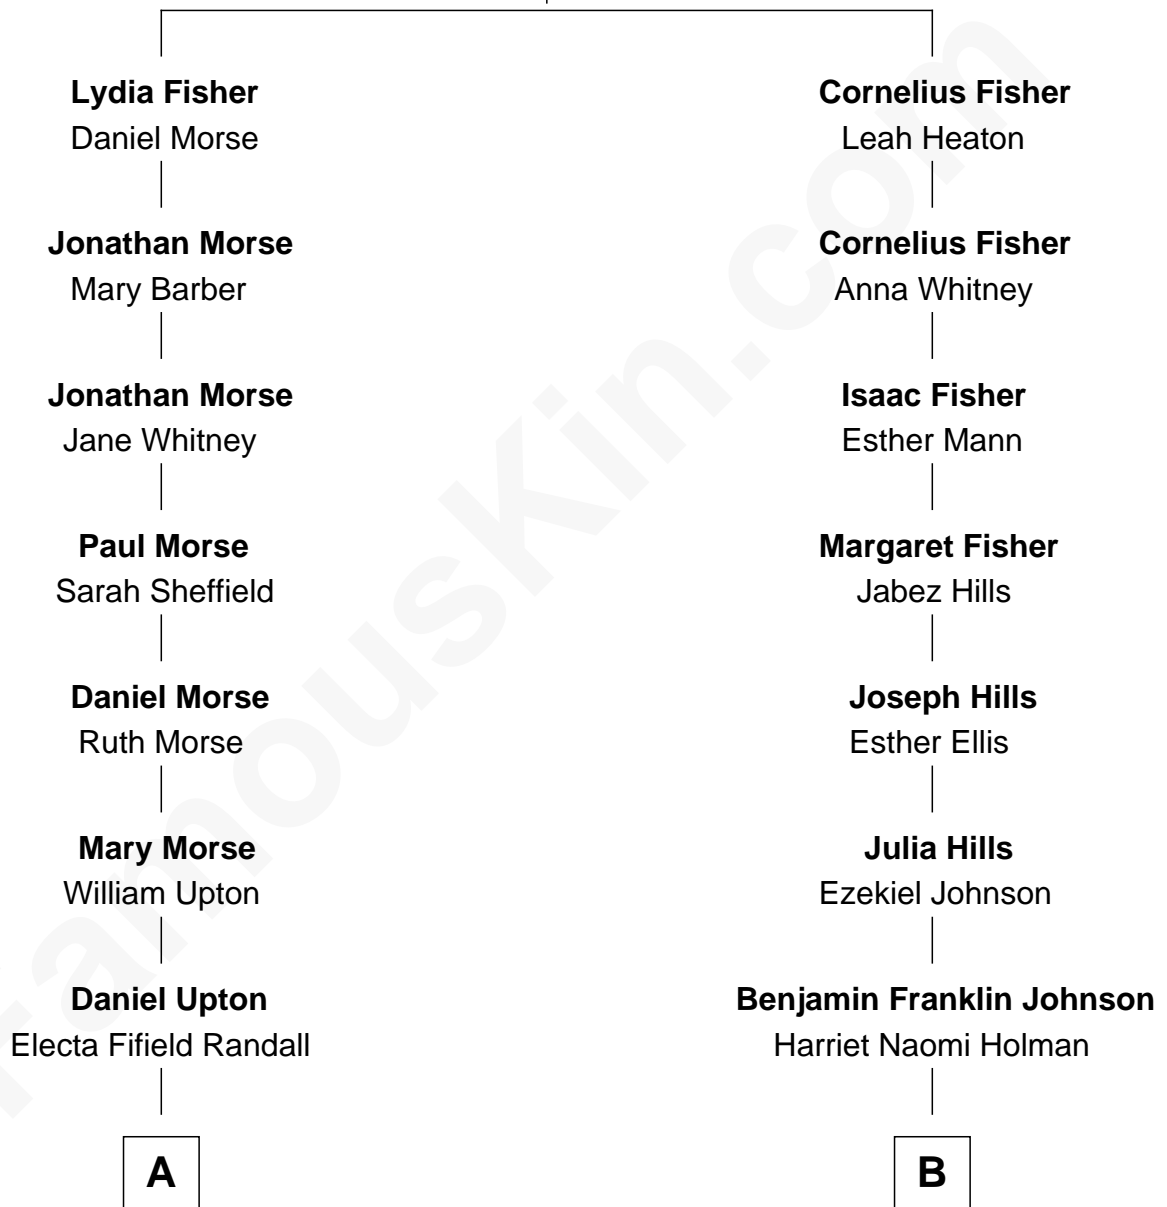 Lydia Fisher
Daniel Morse
Jonathan Morse
Mary Barber
Jonathan Morse
Jane Whitney
Paul Morse
Sarah Sheffield
Daniel Morse
Ruth Morse
Mary Morse
William Upton
Daniel Upton
Electa Fifield Randall
A
Cornelius Fisher
Leah Heaton
Cornelius Fisher
Anna Whitney
Isaac Fisher
Esther Mann
Margaret Fisher
Jabez Hills
Joseph Hills
Esther Ellis
Julia Hills
Ezekiel Johnson
Benjamin Franklin Johnson
Harriet Naomi Holman
B
FamousKin.com